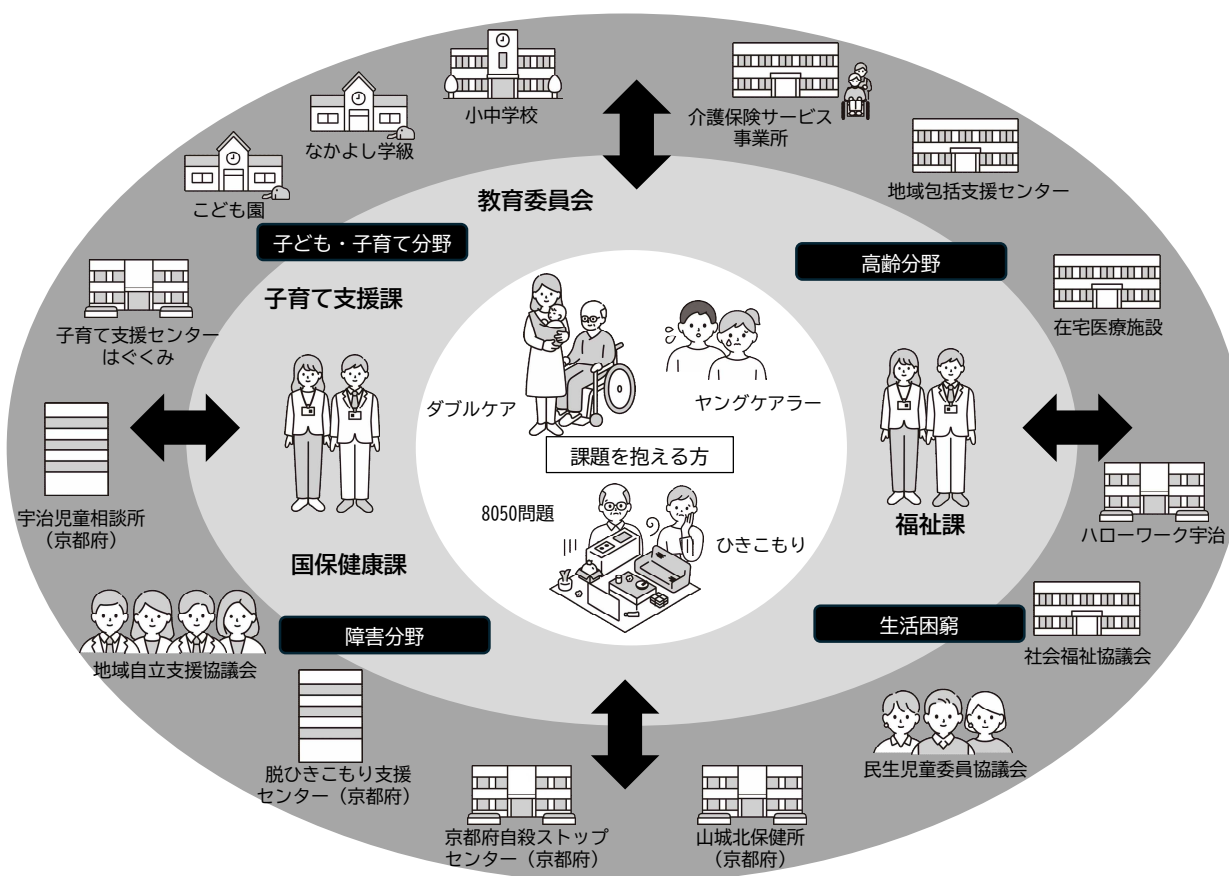 小中学校
介護保険サービス
事業所
なかよし学級
地域包括支援センター
こども園
教育委員会
子ども・子育て分野
高齢分野
子育て支援課
在宅医療施設
子育て支援センター
はぐくみ
ダブルケア
ヤングケアラー
課題を抱える方
8050問題
ひきこもり
宇治児童相談所
(京都府)
福祉課
ハローワーク宇治
国保健康課
障害分野
生活困窮
地域自立支援協議会
社会福祉協議会
脱ひきこもり支援
センター(京都府)
民生児童委員協議会
京都府自殺ストップ
センター(京都府)
山城北保健所
(京都府)